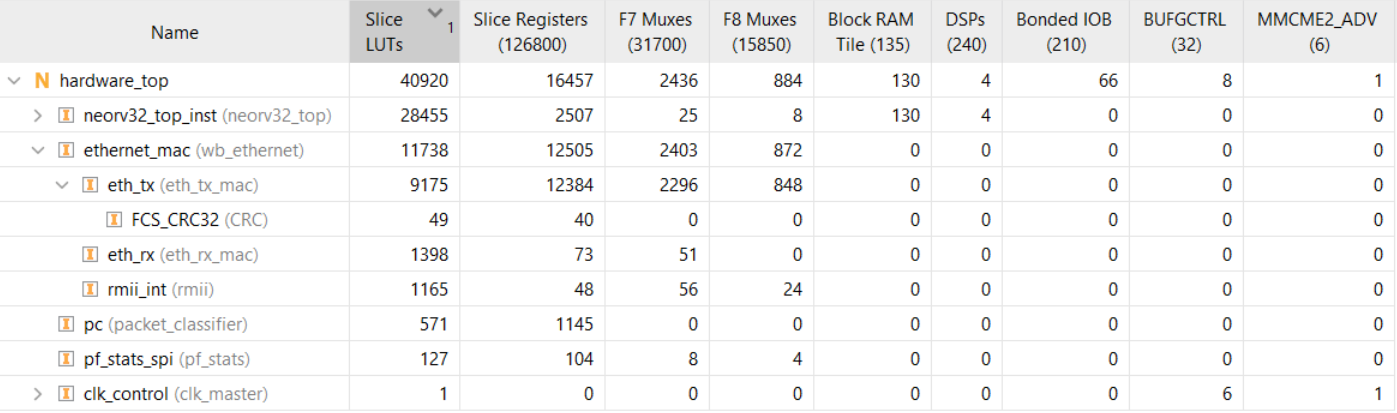 Name Slice LUTs 1 Slice Registers (126800) F7 Muxes (31700) F8 Muxes (15850) Block RAM Tile (135) DSPs (240) Bonded IOB (210) BUFGCTRL (32) MMCME2_ADV (6)
N hardware_top 40920 16457 2436 884 130 4 66 8 1
I neorv32_top_inst (neorv32_top) 28455 2507 25 8 130 4 0 0 0
I ethernet_mac (wb_ethernet) 11738 12505 2403 872 0 0 0 0 0
I eth_tx (eth_tx_mac) 9175 12384 2296 848 0 0 0 0 0
I FCS_CRC32 (CRC) 49 40 0 0 0 0 0 0 0
I eth_rx (eth_rx_mac) 1398 73 51 0 0 0 0 0 0
I rmii_int (rmii) 1165 48 56 24 0 0 0 0 0
I pc (packet_classifier) 571 1145 0 0 0 0 0 0 0
I pf_stats_spi (pf_stats) 127 104 8 4 0 0 0 0 0
I clk_control (clk_master) 1 0 0 0 0 0 0 6 1